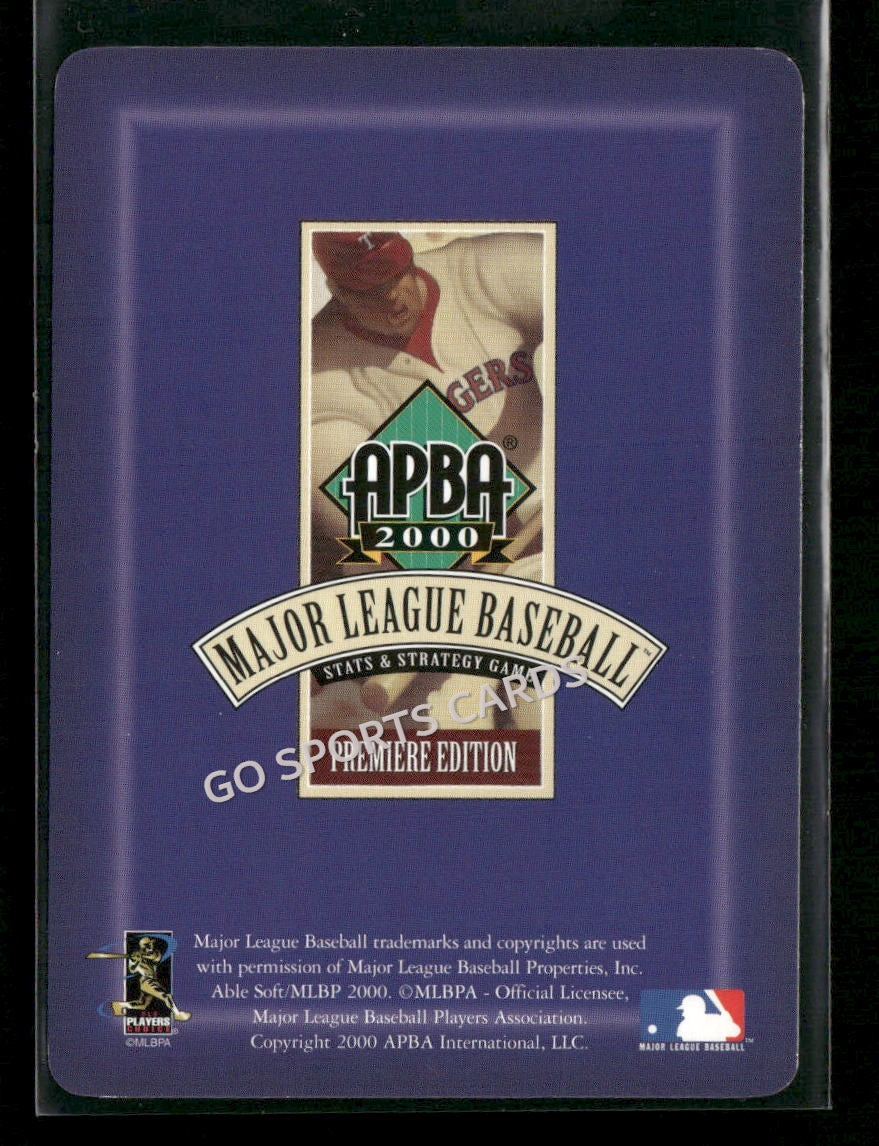 T
GERS
APBA®
2000
MAJOR LEAGUE BASEBALL™
STATS & STRATEGY GAME
GO SPORTS CARDS
PREMIERE EDITION
Major League Baseball trademarks and copyrights are used
with permission of Major League Baseball Properties, Inc.
Able Soft/MLBP 2000. ©MLBPA - Official Licensee,
Major League Baseball Players Association.
Copyright 2000 APBA International, LLC.
PLAYERS
CHOICE®
©MLBPA
MAJOR LEAGUE BASEBALL™